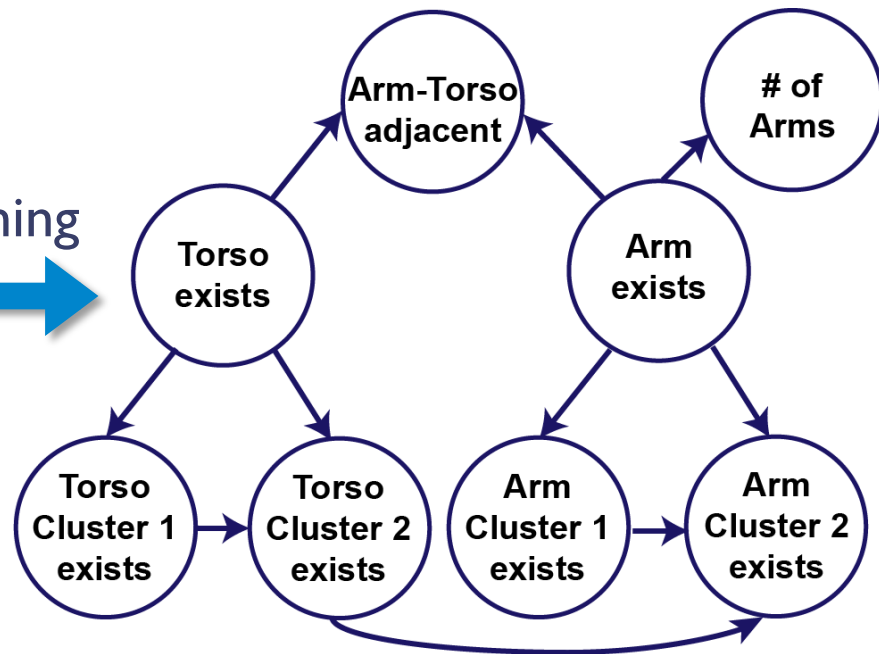 Arm-Torso
adjacent
# of
Arms
ning
Torso
exists
Arm
exists
Torso
Cluster 1
exists
Torso
Cluster 2
exists
Arm
Cluster 1
exists
Arm
Cluster 2
exists